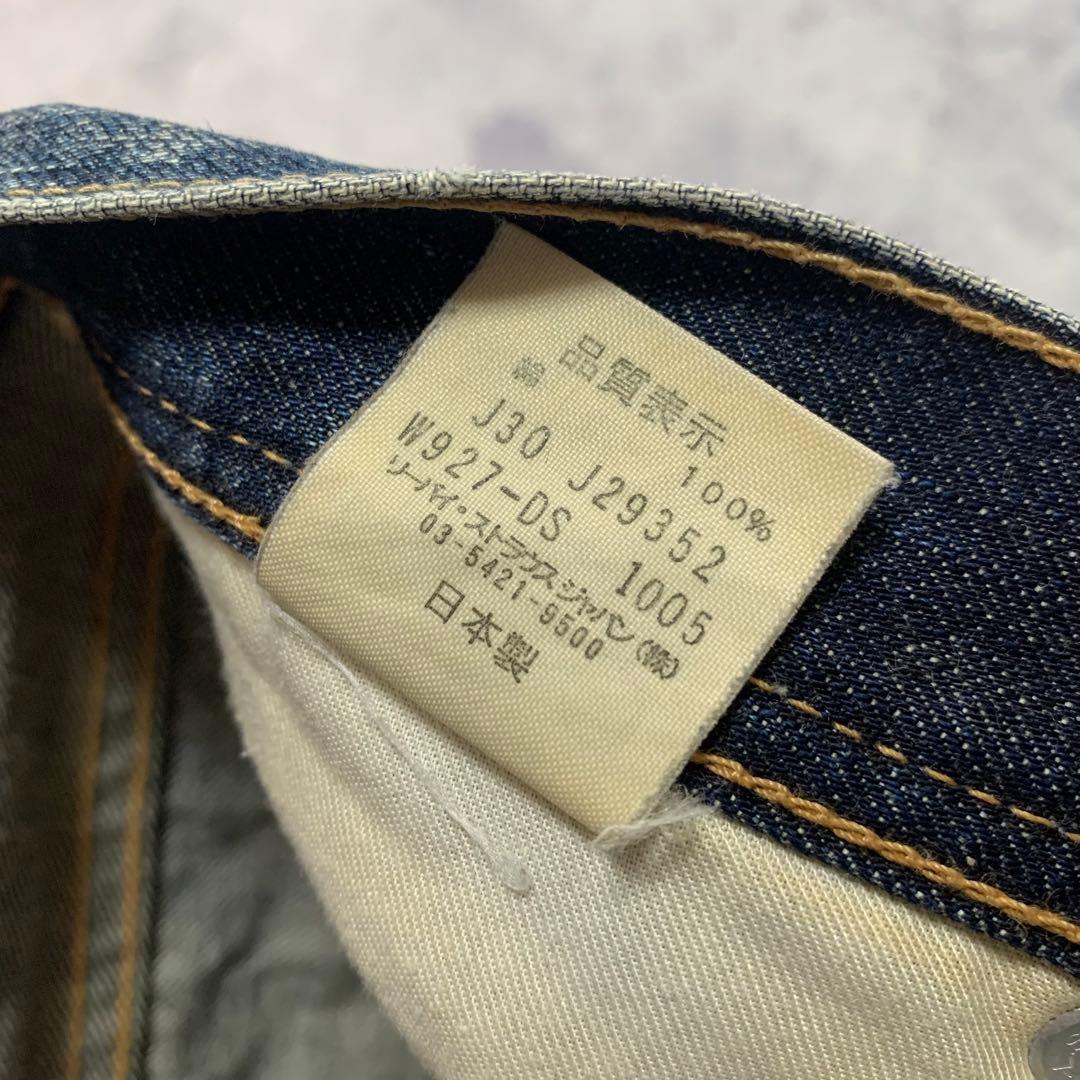 品質表示
綿 100%
J30 J29352
W927-DS 1005
リーバイ・ストラウスジャパン(株)
03-5421-9500
日本製